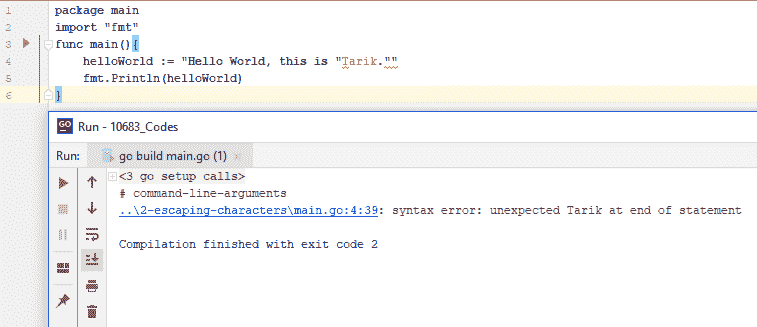 1 package main
2 import "fmt"
3 func main(){
4 helloWorld := "Hello World, this is "Tarik.""
5 fmt.Println(helloWorld)
6 }
GO Run - 10683_Codes
Run: go build main.go (1) ×
<3 go setup calls>
# command-line-arguments
..\2-escaping-characters\main.go:4:39: syntax error: unexpected Tarik at end of statement
Compilation finished with exit code 2